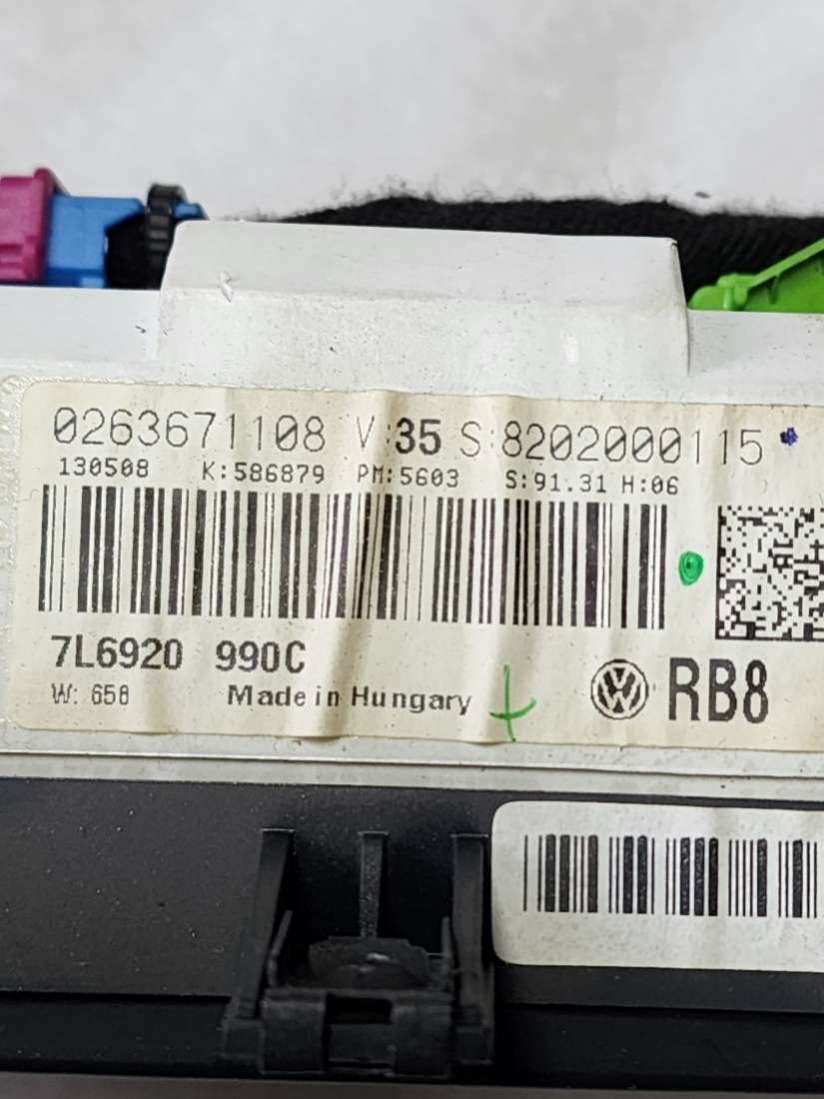 0263671108 V:35 S:8202000115*
130508 K:586879 PM:5603 S:91.31 H:06
7L6920 990C
W: 658 Made in Hungary
RB8